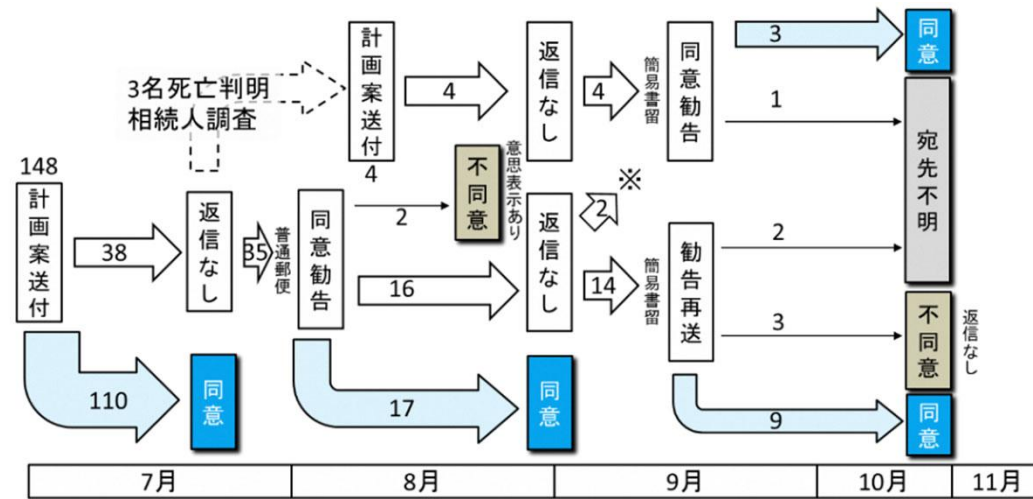 3名死亡判明
相続人調査
計画案送付
4
4
返信なし
4
簡易書留
同意勧告
3
同意
1
宛先不明
148
計画案送付
38
返信なし
35
普通郵便
同意勧告
2
不同意
意思表示あり
16
返信なし
2
※
14
簡易書留
勧告再送
2
3
不同意
返信なし
110
同意
17
同意
9
同意
7月
8月
9月
10月
11月